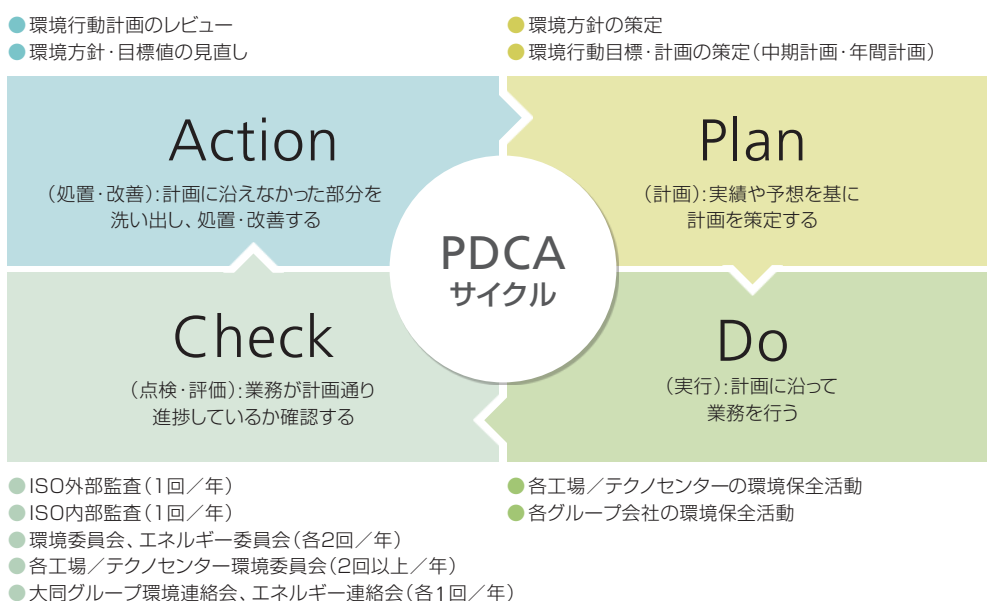 ●環境行動計画のレビュー
●環境方針・目標値の見直し
●環境方針の策定
●環境行動目標・計画の策定（中期計画・年間計画）
Action
（処置・改善）：計画に沿えなかった部分を
洗い出し、処置・改善する
Plan
（計画）：実績や予想を基に
計画を策定する
PDCA
サイクル
Check
（点検・評価）：業務が計画通り
進捗しているか確認する
Do
（実行）：計画に沿って
業務を行う
●ISO外部監査（1回／年）
●ISO内部監査（1回／年）
●環境委員会、エネルギー委員会（各2回／年）
●各工場／テクノセンター環境委員会（2回以上／年）
●大同グループ環境連絡会、エネルギー連絡会（各1回／年）
●各工場／テクノセンターの環境保全活動
●各グループ会社の環境保全活動